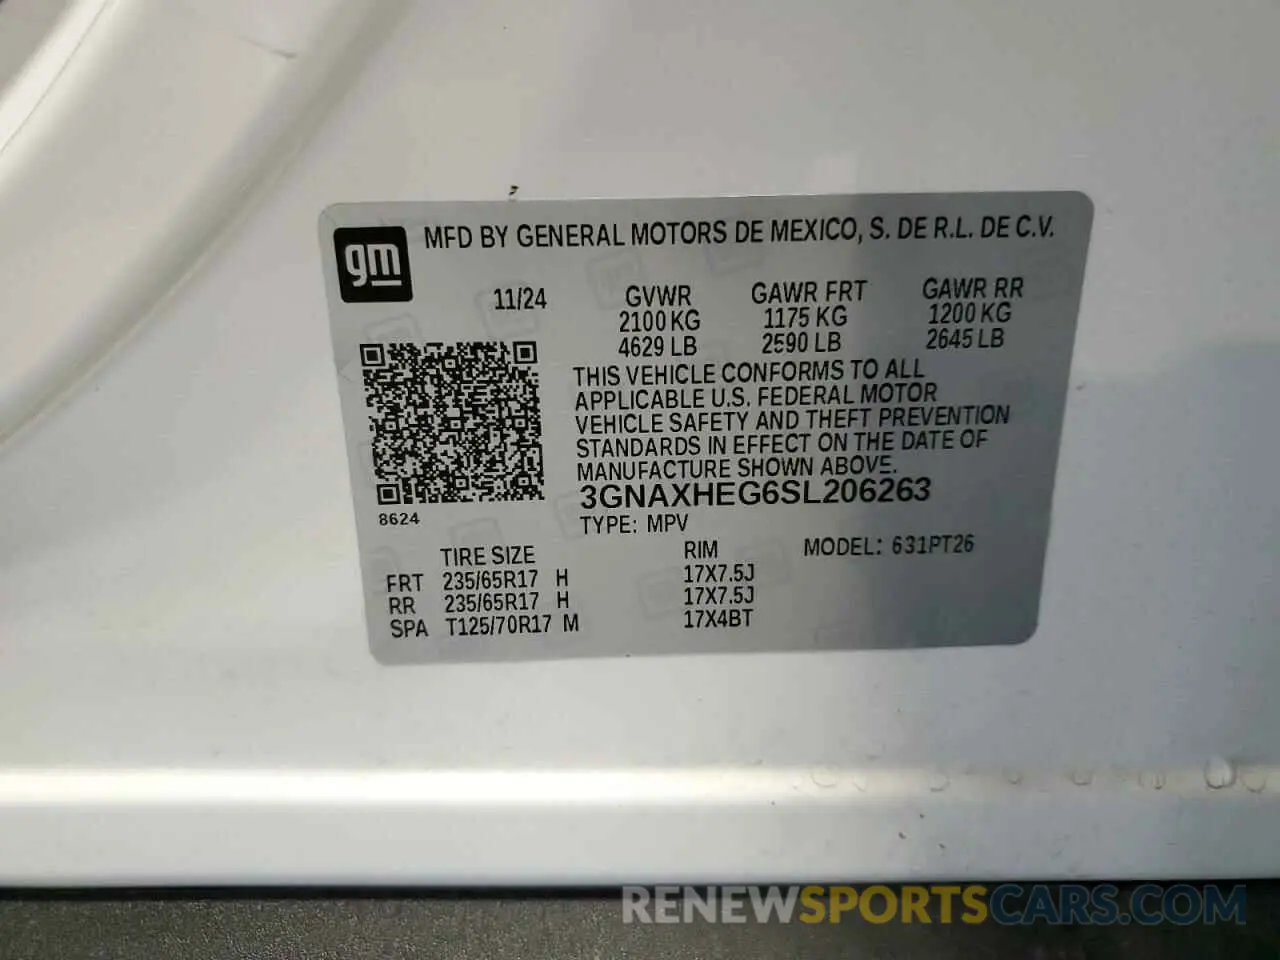 gm
MFD BY GENERAL MOTORS DE MEXICO, S. DE R.L. DE C.V.
11/24 GVWR GAWR FRT GAWR RR
2100 KG 1175 KG 1200 KG
4629 LB 2590 LB 2645 LB
THIS VEHICLE CONFORMS TO ALL
APPLICABLE U.S. FEDERAL MOTOR
VEHICLE SAFETY AND THEFT PREVENTION
STANDARDS IN EFFECT ON THE DATE OF
MANUFACTURE SHOWN ABOVE.
3GNAXHEG6SL206263
8624
TYPE: MPV
TIRE SIZE RIM MODEL: 631PT26
FRT 235/65R17 H 17X7.5J
RR 235/65R17 H 17X7.5J
SPA T125/70R17 M 17X4BT
RENEWSPORTSCARS.COM